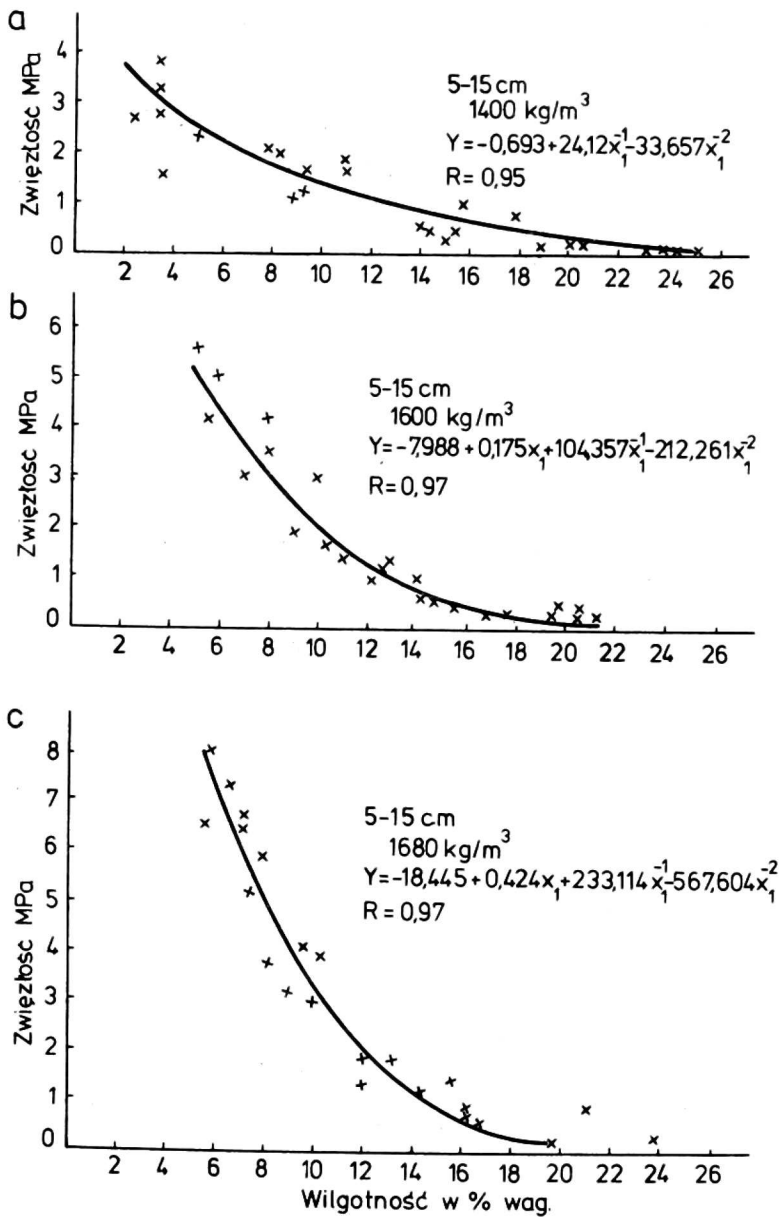 a
Zwięzłość MPa
4
3
2
1
0
2 4 6 8 10 12 14 16 18 20 22 24 26
5-15 cm
1400 kg/m³
Y=-0,693+24,12x₁⁻¹-33,657x₁⁻²
R=0,95
b
Zwięzłość MPa
6
5
4
3
2
1
0
2 4 6 8 10 12 14 16 18 20 22 24 26
5-15 cm
1600 kg/m³
Y=-7,988+0,175x₁+104,357x₁⁻¹-212,261x₁⁻²
R=0,97
c
Zwięzłość MPa
8
7
6
5
4
3
2
1
0
2 4 6 8 10 12 14 16 18 20 22 24 26
5-15 cm
1680 kg/m³
Y=-18,445+0,424x₁+233,114x₁⁻¹-567,604x₁⁻²
R=0,97
Wilgotność w % wag.